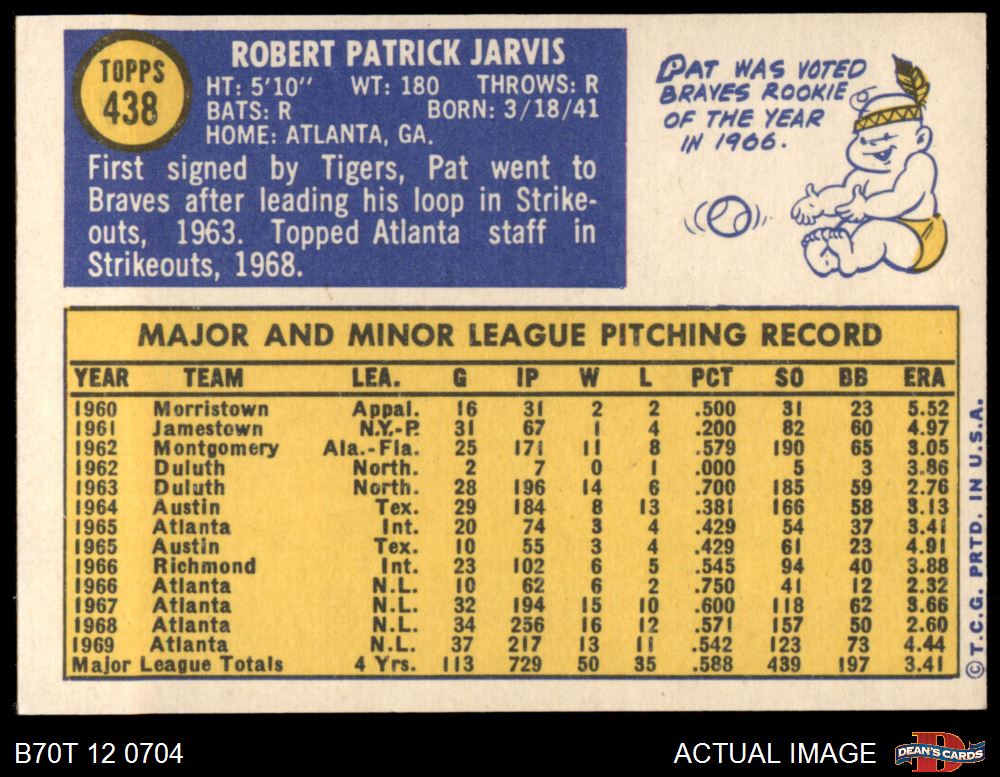 TOPPS
438
ROBERT PATRICK JARVIS
HT: 5'10" WT: 180 THROWS: R
BATS: R BORN: 3/18/41
HOME: ATLANTA, GA.
First signed by Tigers, Pat went to
Braves after leading his loop in Strike-
outs, 1963. Topped Atlanta staff in
Strikeouts, 1968.
PAT WAS VOTED
BRAVES ROOKIE
OF THE YEAR
IN 1966.
MAJOR AND MINOR LEAGUE PITCHING RECORD
YEAR TEAM LEA. G IP W L PCT SO BB ERA
1960 Morristown Appal. 16 31 2 2 .500 31 23 5.52
1961 Jamestown N.Y.-P. 31 67 1 4 .200 82 60 4.97
1962 Montgomery Ala.-Fla. 25 171 11 8 .579 190 65 3.05
1962 Duluth North. 2 7 0 1 .000 5 3 3.86
1963 Duluth North. 28 196 14 6 .700 185 59 2.76
1964 Austin Tex. 29 184 8 13 .381 166 58 3.13
1965 Atlanta Int. 20 74 3 4 .429 54 37 3.41
1965 Austin Tex. 10 55 3 4 .429 61 23 4.91
1966 Richmond Int. 23 102 6 5 .545 94 40 3.88
1966 Atlanta N.L. 10 62 6 2 .750 41 12 2.32
1967 Atlanta N.L. 32 194 15 10 .600 118 62 3.66
1968 Atlanta N.L. 34 256 16 12 .571 157 50 2.60
1969 Atlanta N.L. 37 217 13 11 .542 123 73 4.44
Major League Totals 4 Yrs. 113 729 50 35 .588 439 197 3.41
©T.C.G. PRTD. IN U.S.A.
B70T 12 0704
ACTUAL IMAGE
D
DEAN'S CARDS